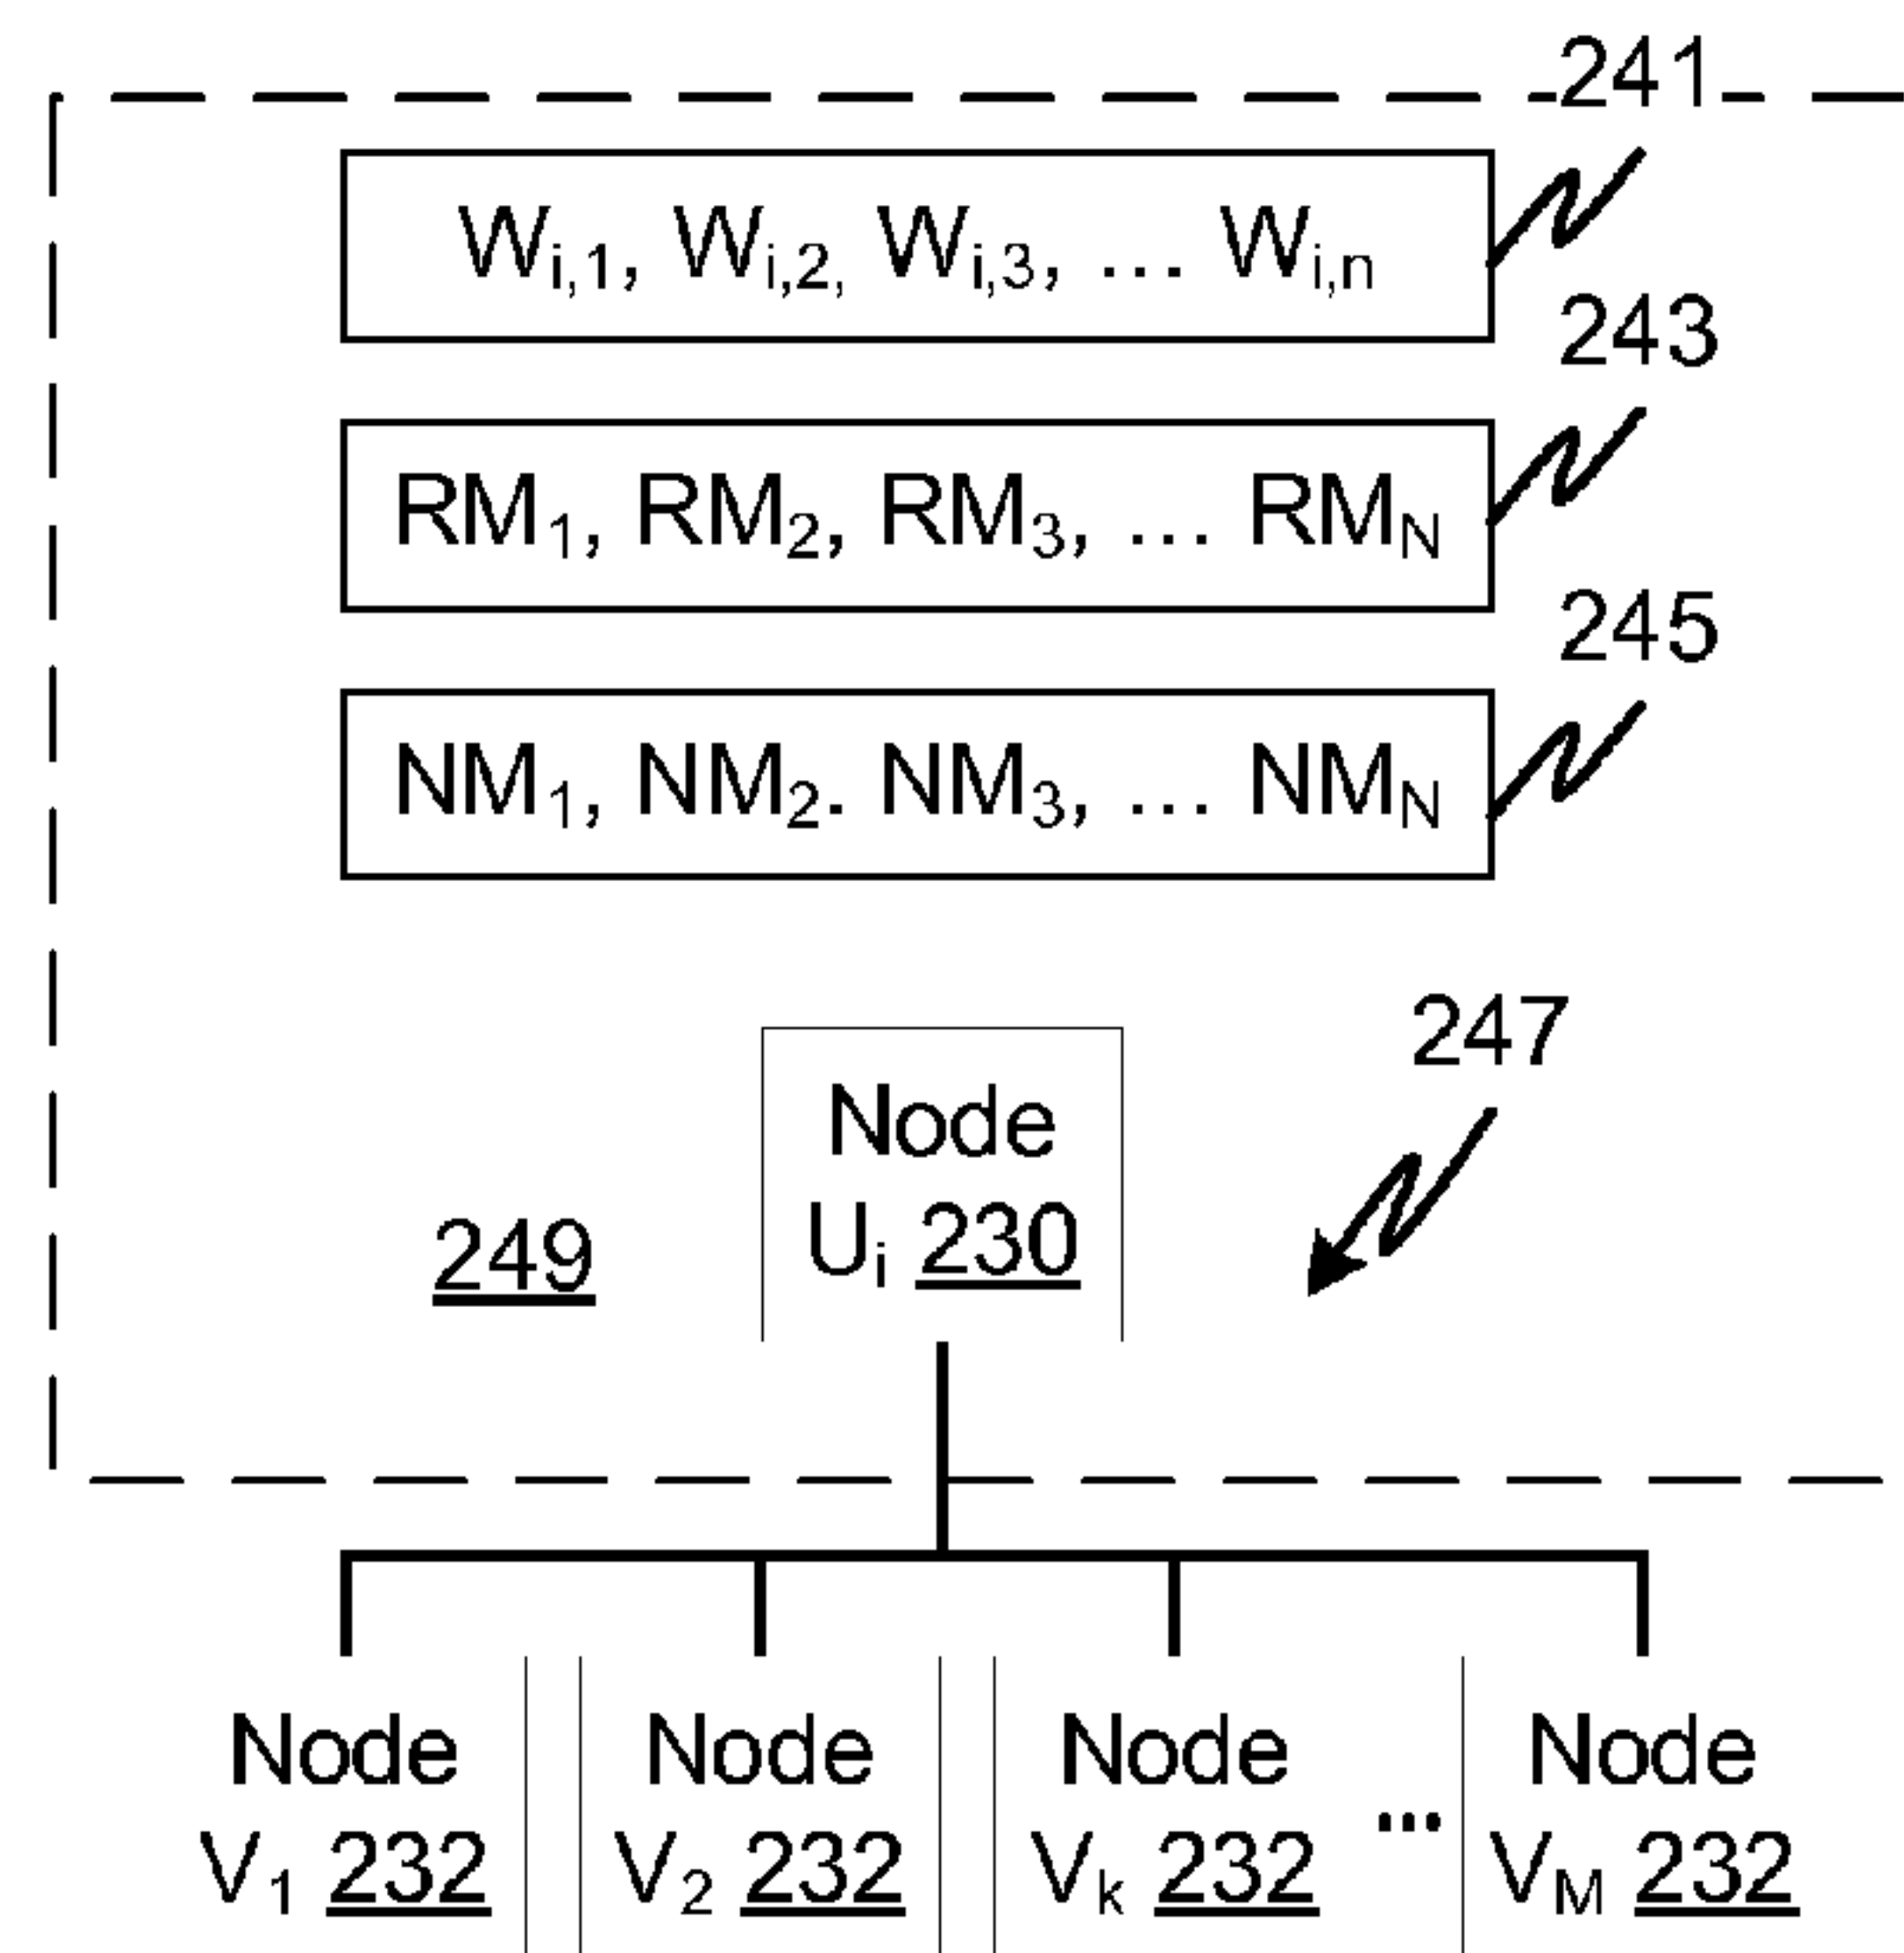 241
Wi,1, Wi,2, Wi,3, ... Wi,n
243
RM1, RM2, RM3, ... RMN
245
NM1, NM2. NM3, ... NMN
247
Node
Ui 230
249
Node
V1 232
Node
V2 232
Node
Vk 232
...
Node
VM 232